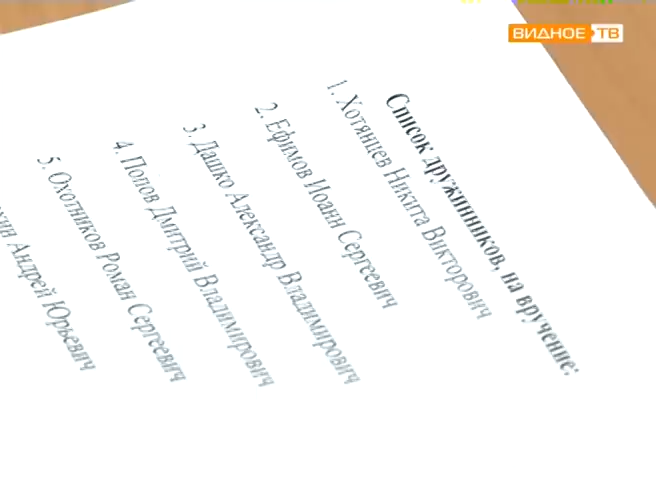 ВИДНОЕ ТВ
Список дружинников, на вручение:
1. Хотянцев Никита Викторович
2. Ефимов Иоанн Сергеевич
3. Дашко Александр Владимирович
4. Попов Дмитрий Владимирович
5. Охотников Роман Сергеевич
Андрей Юрьевич